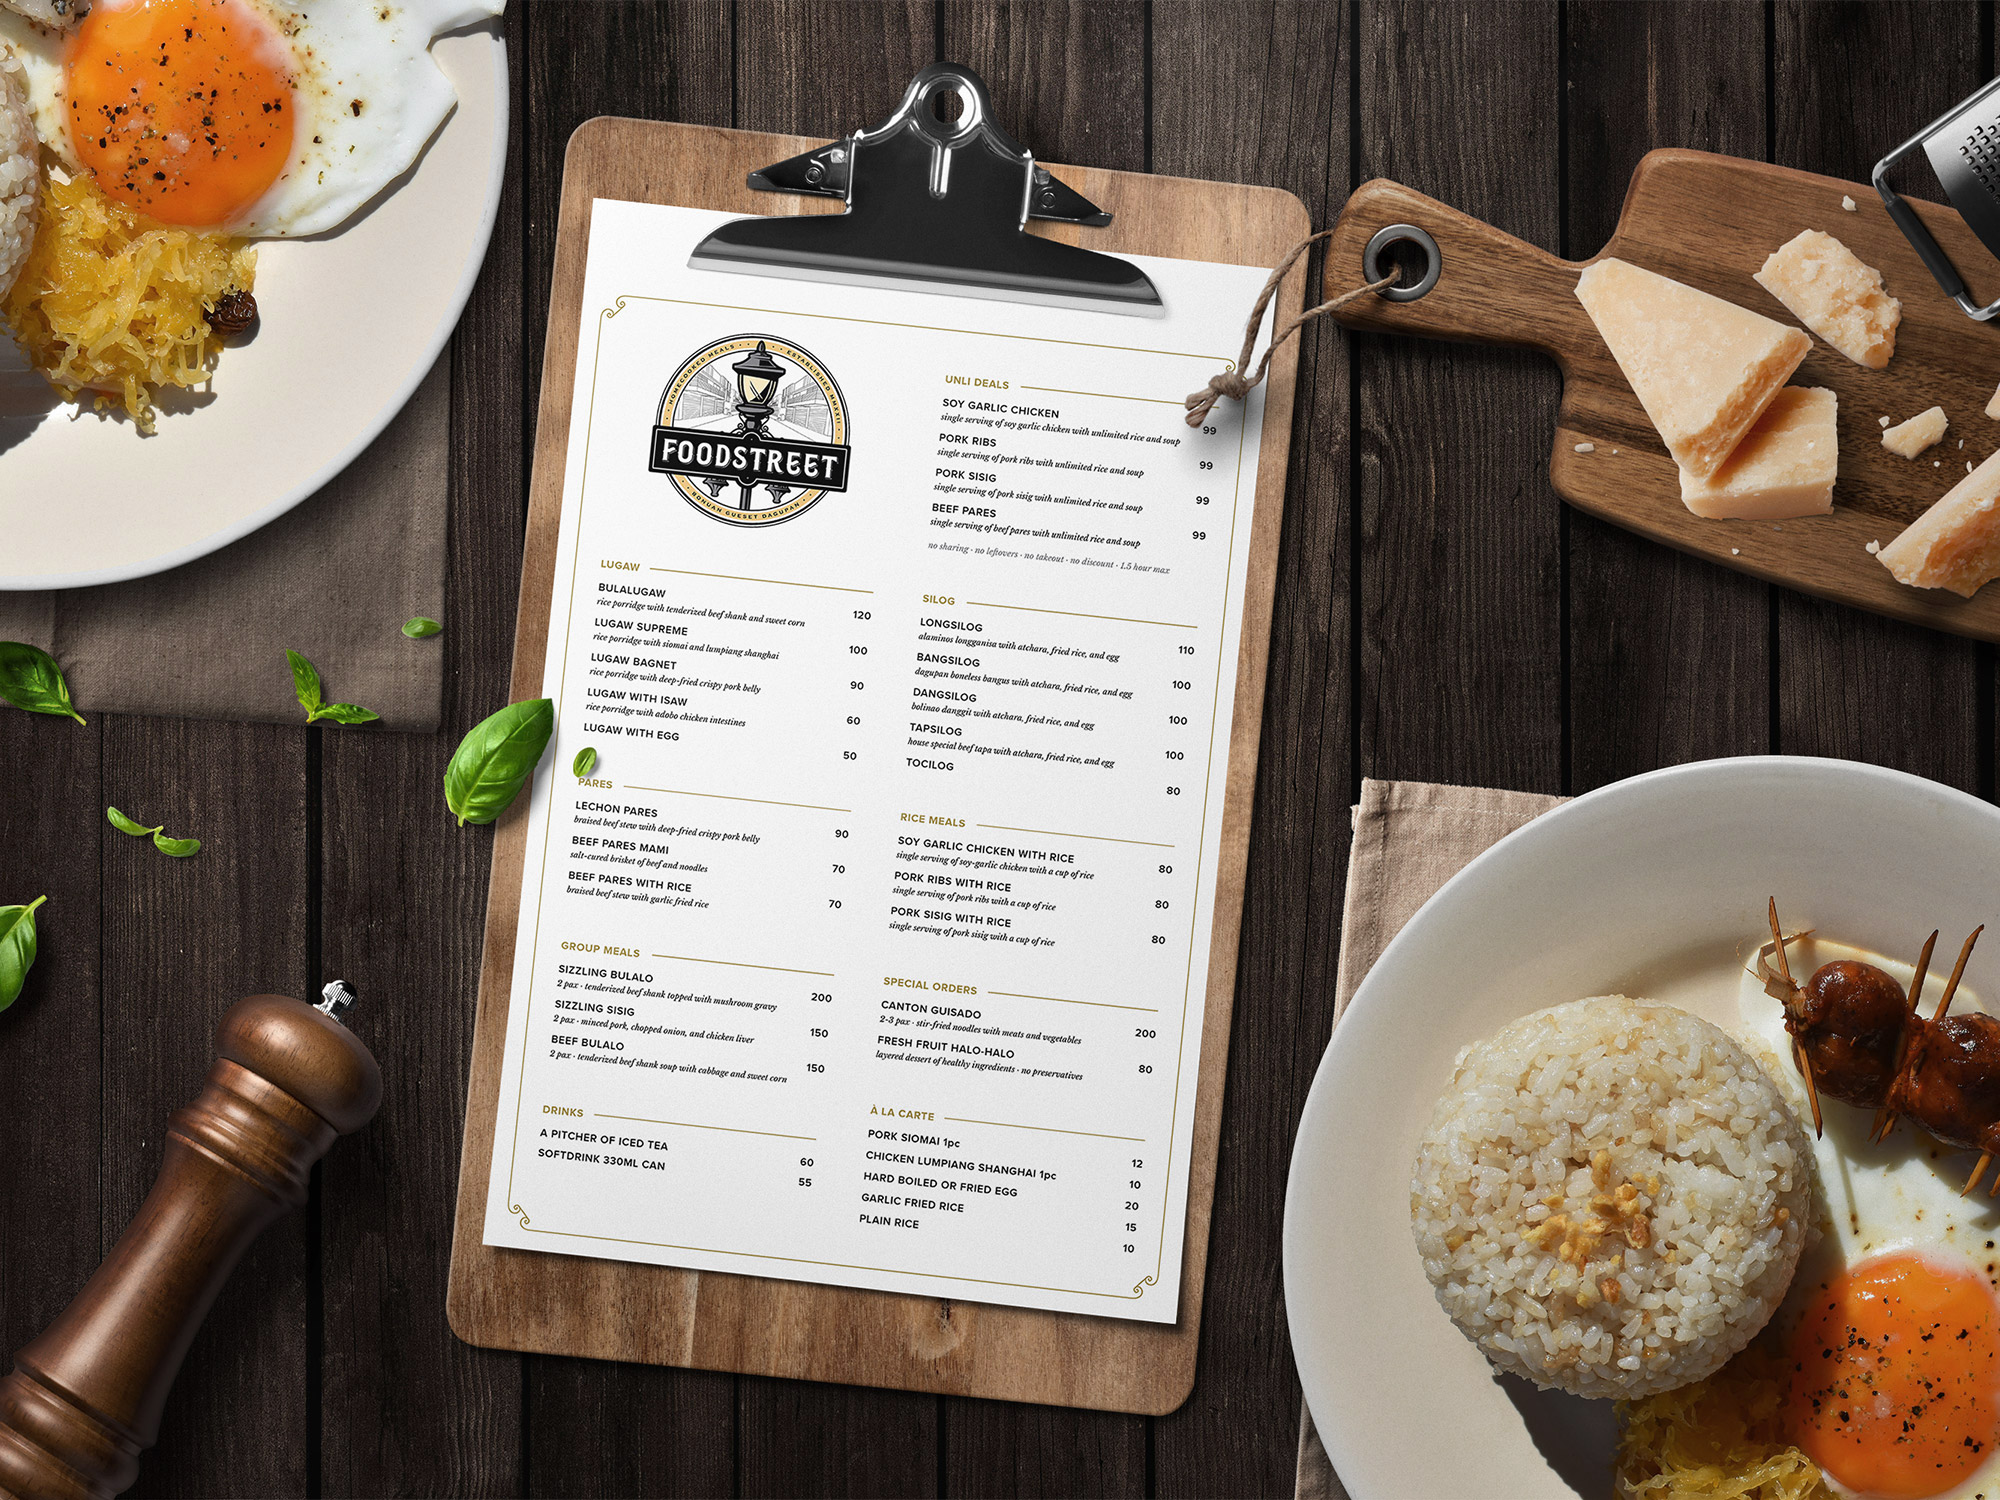 HOMECOOKED MEALS
ESTABLISHED MMXXII
FOODSTREET
BONUAN GUESET DAGUPAN
UNLI DEALS
SOY GARLIC CHICKEN
single serving of soy garlic chicken with unlimited rice and soup 99
PORK RIBS
single serving of pork ribs with unlimited rice and soup 99
PORK SISIG
single serving of pork sisig with unlimited rice and soup 99
BEEF PARES
single serving of beef pares with unlimited rice and soup 99
no sharing · no leftovers · no takeout · no discount · 1.5 hour max
LUGAW
BULALUGAW
rice porridge with tenderized beef shank and sweet corn 120
LUGAW SUPREME
rice porridge with siomai and lumpiang shanghai 100
LUGAW BAGNET
rice porridge with deep-fried crispy pork belly 90
LUGAW WITH ISAW
rice porridge with adobo chicken intestines 60
LUGAW WITH EGG
50
SILOG
LONGSILOG
alaminos longganisa with atchara, fried rice, and egg 110
BANGSILOG
dagupan boneless bangus with atchara, fried rice, and egg 100
DANGSILOG
bolinao danggit with atchara, fried rice, and egg 100
TAPSILOG
house special beef tapa with atchara, fried rice, and egg 100
TOCILOG
80
PARES
LECHON PARES
braised beef stew with deep-fried crispy pork belly 90
BEEF PARES MAMI
salt-cured brisket of beef and noodles 70
BEEF PARES WITH RICE
braised beef stew with garlic fried rice 70
RICE MEALS
SOY GARLIC CHICKEN WITH RICE
single serving of soy-garlic chicken with a cup of rice 80
PORK RIBS WITH RICE
single serving of pork ribs with a cup of rice 80
PORK SISIG WITH RICE
single serving of pork sisig with a cup of rice 80
GROUP MEALS
SIZZLING BULALO
2 pax · tenderized beef shank topped with mushroom gravy 200
SIZZLING SISIG
2 pax · minced pork, chopped onion, and chicken liver 150
BEEF BULALO
2 pax · tenderized beef shank soup with cabbage and sweet corn 150
SPECIAL ORDERS
CANTON GUISADO
2-3 pax · stir-fried noodles with meats and vegetables 200
FRESH FRUIT HALO-HALO
layered dessert of healthy ingredients · no preservatives 80
DRINKS
A PITCHER OF ICED TEA 60
SOFTDRINK 330ML CAN 55
À LA CARTE
PORK SIOMAI 1pc 12
CHICKEN LUMPIANG SHANGHAI 1pc 10
HARD BOILED OR FRIED EGG 20
GARLIC FRIED RICE 15
PLAIN RICE 10